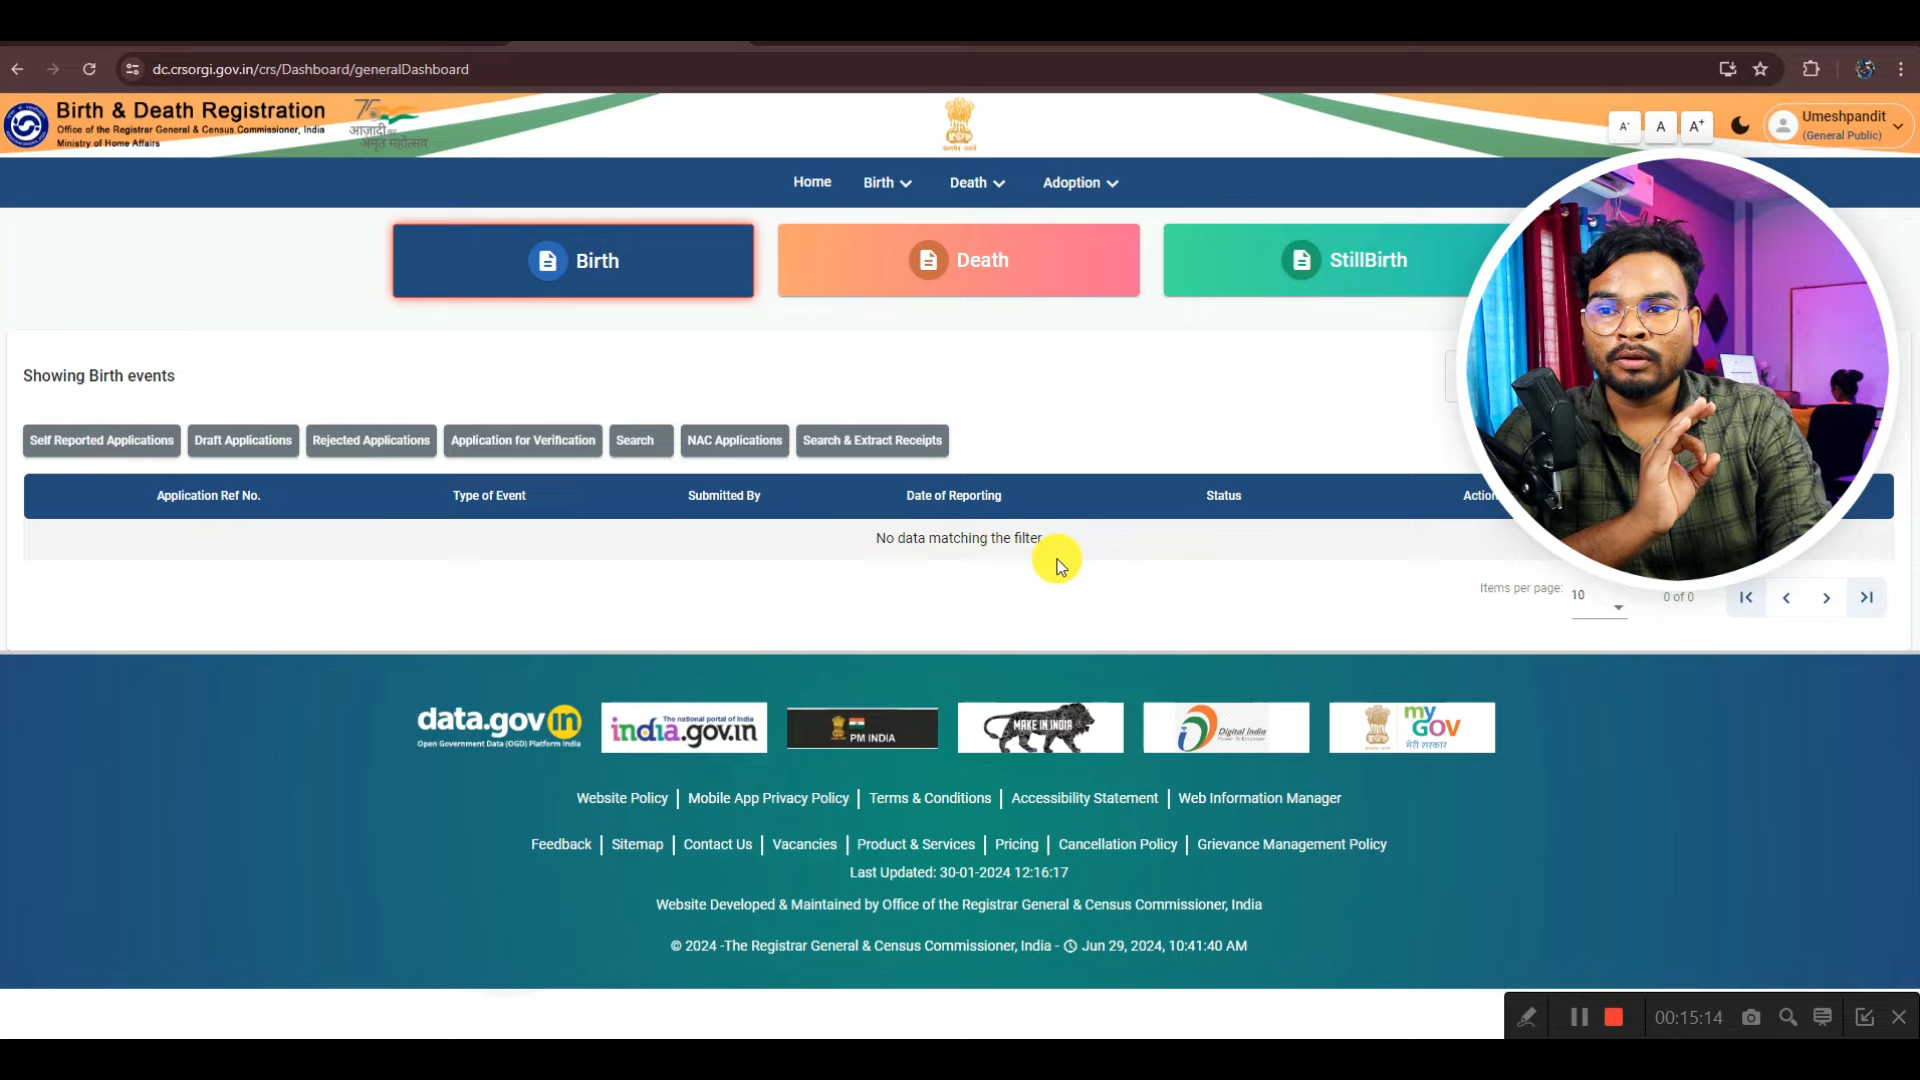 dc.crsorgi.gov.in/crs/Dashboard/generalDashboard
Birth & Death Registration
Office of the Registrar General & Census Commissioner, India
Ministry of Home Affairs
आज़ादी का
अमृत महोत्सव
सत्यमेव जयते
A-
A
A+
Umeshpandit
(General Public)
Home
Birth
Death
Adoption
Birth
Death
StillBirth
Showing Birth events
Self Reported Applications
Draft Applications
Rejected Applications
Application for Verification
Search
NAC Applications
Search & Extract Receipts
Application Ref No.
Type of Event
Submitted By
Date of Reporting
Status
Action
No data matching the filter
Items per page:
10
0 of 0
data.gov in
Open Government Data (OGD) Platform India
The national portal of India
india.gov.in
PM INDIA
MAKE IN INDIA
Digital India
Power To Empower
my
GOV
मेरी सरकार
Website Policy
Mobile App Privacy Policy
Terms & Conditions
Accessibility Statement
Web Information Manager
Feedback
Sitemap
Contact Us
Vacancies
Product & Services
Pricing
Cancellation Policy
Grievance Management Policy
Last Updated: 30-01-2024 12:16:17
Website Developed & Maintained by Office of the Registrar General & Census Commissioner, India
© 2024 -The Registrar General & Census Commissioner, India - Jun 29, 2024, 10:41:40 AM
00:15:14